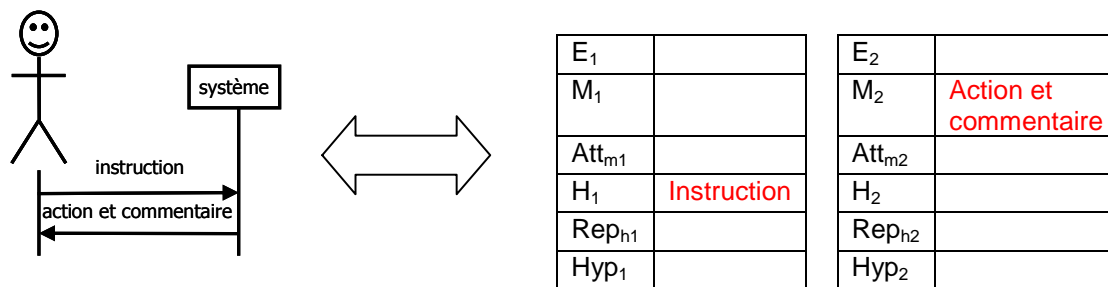 système
instruction
action et commentaire
E₁
M₁
Attₘ₁
H₁ Instruction
Repₕ₁
Hyp₁
E₂
M₂ Action et
commentaire
Attₘ₂
H₂
Repₕ₂
Hyp₂